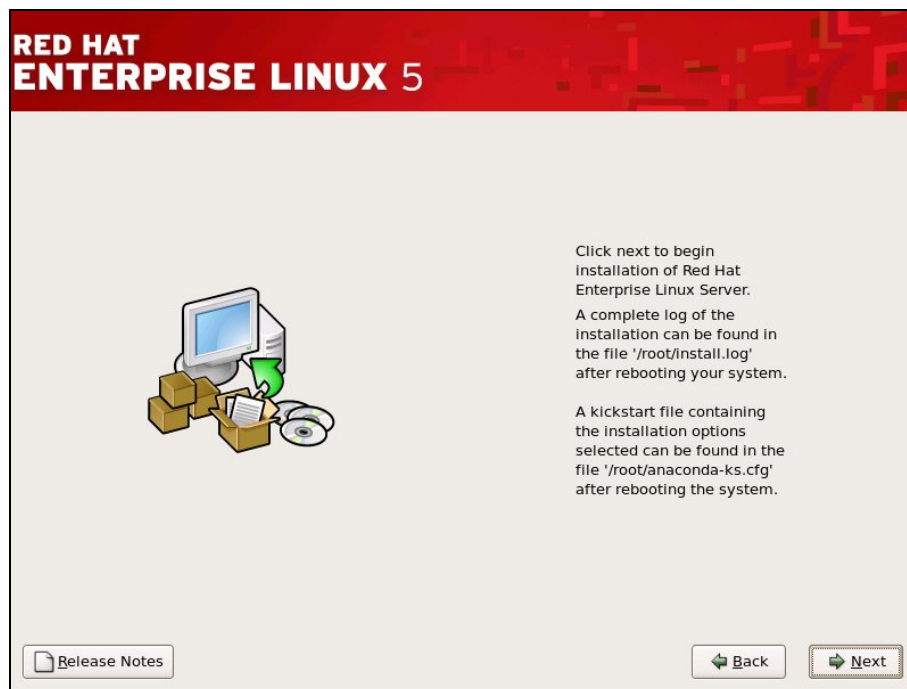 RED HAT
ENTERPRISE LINUX 5
Click next to begin
installation of Red Hat
Enterprise Linux Server.
A complete log of the
installation can be found in
the file '/root/install.log'
after rebooting your system.
A kickstart file containing
the installation options
selected can be found in the
file '/root/anaconda-ks.cfg'
after rebooting the system.
Release Notes
Back
Next